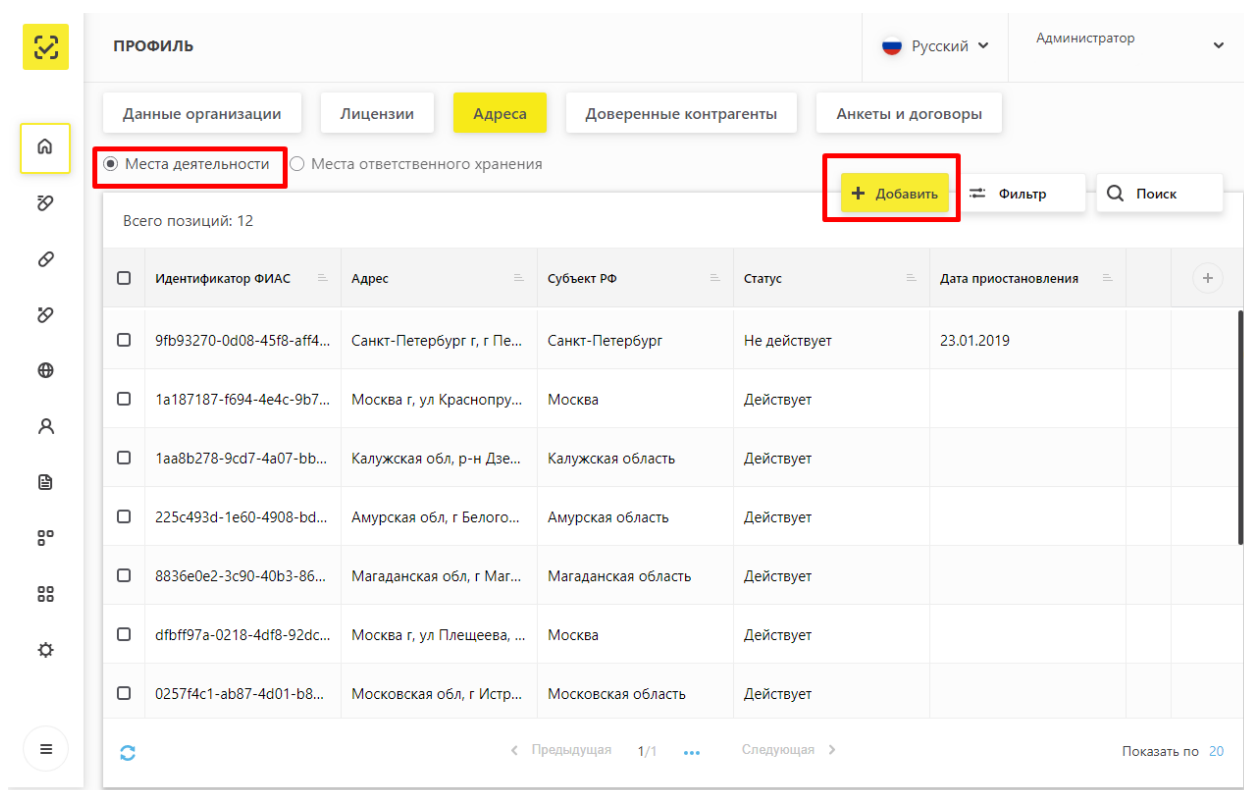 ПРОФИЛЬ
Русский
Администратор
Данные организации
Лицензии
Адреса
Доверенные контрагенты
Анкеты и договоры
Места деятельности
Места ответственного хранения
+ Добавить
Фильтр
Поиск
Всего позиций: 12
Идентификатор ФИАС Адрес Субъект РФ Статус Дата приостановления +
9fb93270-0d08-45f8-aff4... Санкт-Петербург г, г Пе... Санкт-Петербург Не действует 23.01.2019
1a187187-f694-4e4c-9b7... Москва г, ул Краснопру... Москва Действует
1aa8b278-9cd7-4a07-bb... Калужская обл, р-н Дзе... Калужская область Действует
225c493d-1e60-4908-bd... Амурская обл, г Белого... Амурская область Действует
8836e0e2-3c90-40b3-86... Магаданская обл, г Маг... Магаданская область Действует
dfbff97a-0218-4df8-92dc... Москва г, ул Плещеева, ... Москва Действует
0257f4c1-ab87-4d01-b8... Московская обл, г Истр... Московская область Действует
< Предыдущая 1/1 ... Следующая > Показать по 20